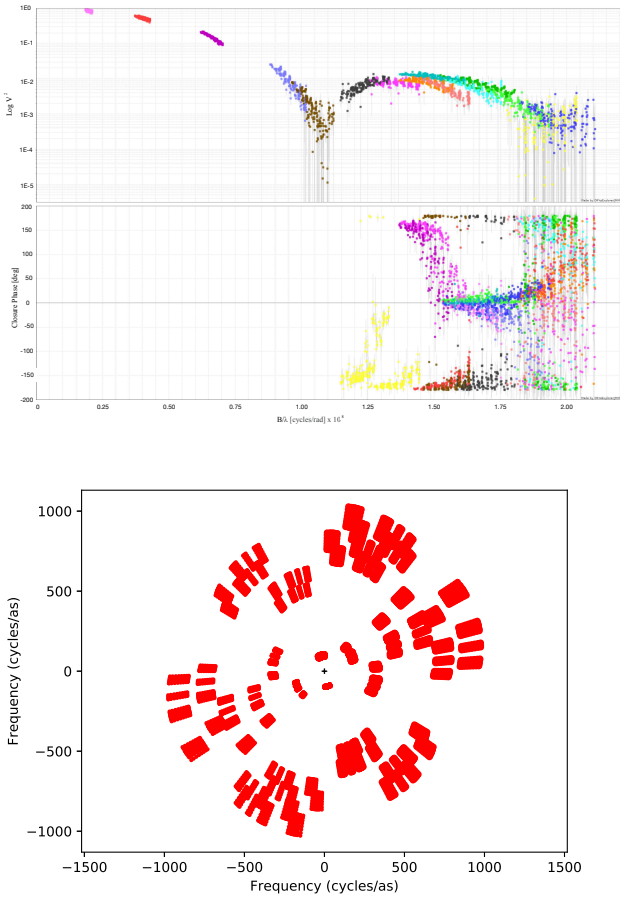 1E0
1E-1
1E-2
1E-3
1E-4
1E-5
Log V²
200
150
100
50
0
-50
-100
-150
-200
Closure Phase [deg]
0 0.25 0.50 0.75 1.00 1.25 1.50 1.75 2.00
1000
500
0
−500
−1000
Frequency (cycles/as)
−1500 −1000 −500 0 500 1000 1500
Frequency (cycles/as)